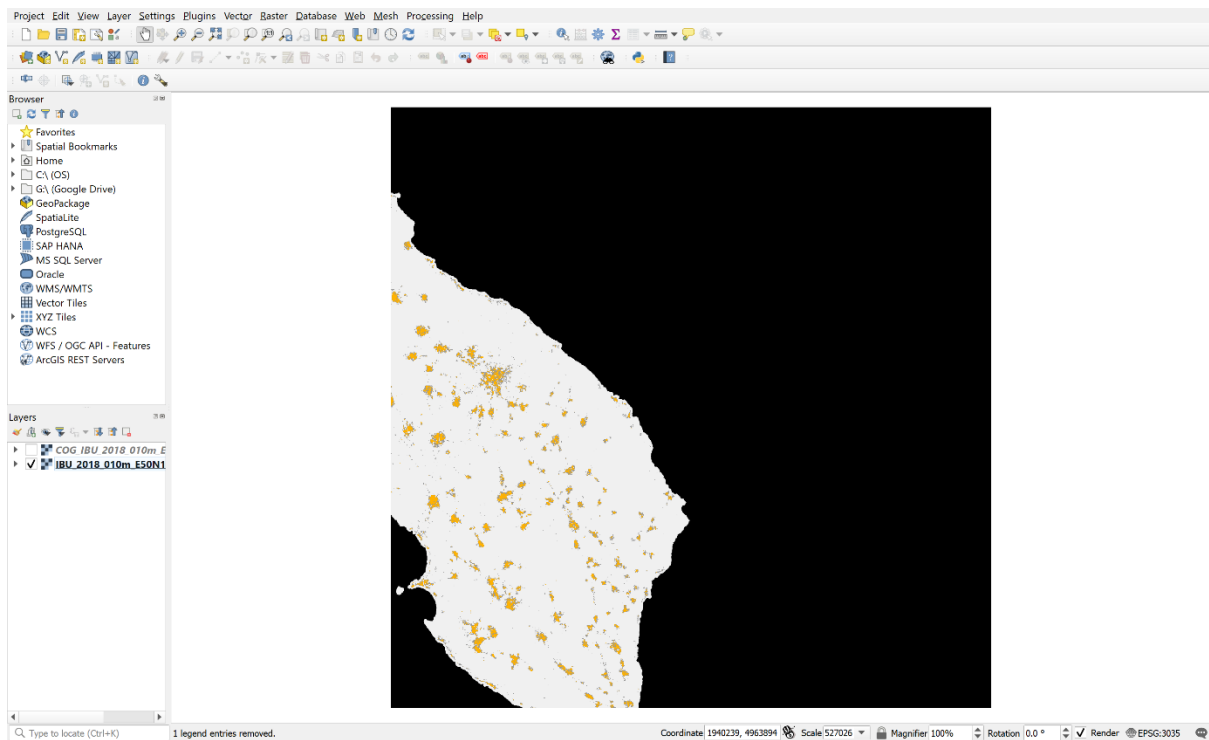 Project Edit View Layer Settings Plugins Vector Raster Database Web Mesh Processing Help
Browser
Favorites
Spatial Bookmarks
Home
C:\ (OS)
G:\ (Google Drive)
GeoPackage
SpatiaLite
PostgreSQL
SAP HANA
MS SQL Server
Oracle
WMS/WMTS
Vector Tiles
XYZ Tiles
WCS
WFS / OGC API - Features
ArcGIS REST Servers
Layers
COG_IBU_2018_010m_E
IBU_2018_010m_E50N1
Type to locate (Ctrl+K) 1 legend entries removed. Coordinate 1940239, 4963894 Scale 527026 Magnifier 100% Rotation 0.0 ° Render EPSG:3035